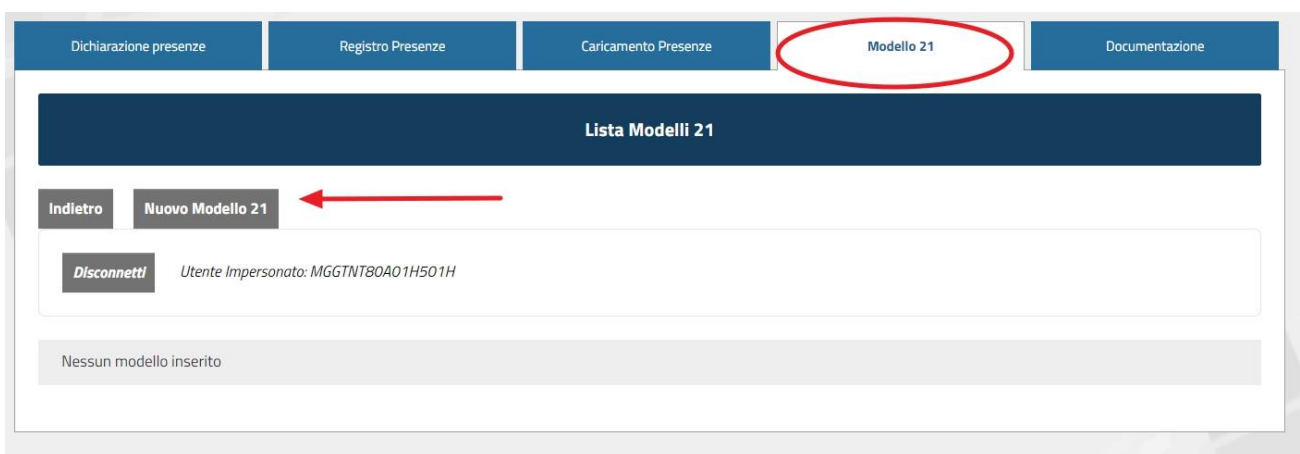 Dichiarazione presenze Registro Presenze Caricamento Presenze Modello 21 Documentazione
Lista Modelli 21
Indietro Nuovo Modello 21
Disconnetti Utente Impersonato: MGGTNT80A01H501H
Nessun modello inserito